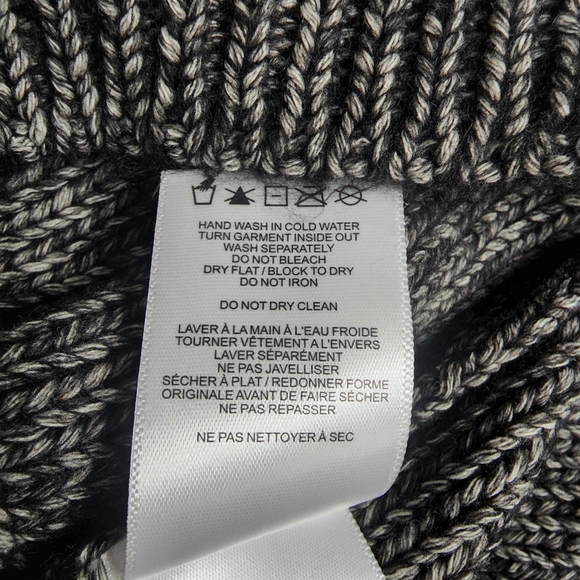 HAND WASH IN COLD WATER
TURN GARMENT INSIDE OUT
WASH SEPARATELY
DO NOT BLEACH
DRY FLAT / BLOCK TO DRY
DO NOT IRON
DO NOT DRY CLEAN
LAVER À LA MAIN À L'EAU FROIDE
TOURNER VÊTEMENT A L'ENVERS
LAVER SÉPARÉMENT
NE PAS JAVELLISER
SÉCHER À PLAT / REDONNER FORME
ORIGINALE AVANT DE FAIRE SÉCHER
NE PAS REPASSER
NE PAS NETTOYER À SEC